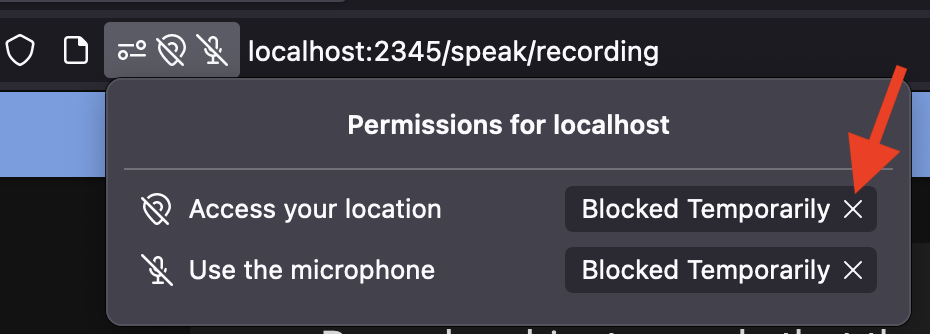 localhost:2345/speak/recording
Permissions for localhost
Access your location Blocked Temporarily
Use the microphone Blocked Temporarily